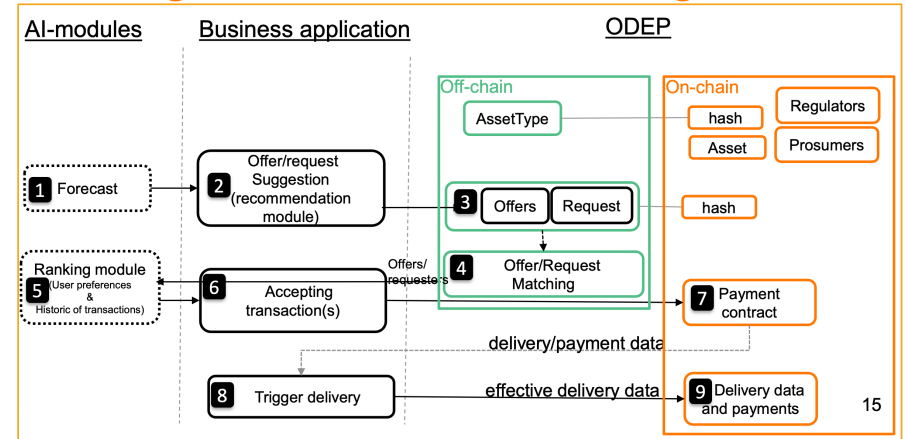 AI-modules
Business application
ODEP
Off-chain
On-chain
AssetType
hash
Regulators
Asset
Prosumers
1 Forecast
2 Offer/request
Suggestion
(recommendation
module)
3 Offers
Request
hash
Offers/
requesters
4 Offer/Request
Matching
Ranking module
5 (User preferences
&
Historic of transactions)
6 Accepting
transaction(s)
7 Payment
contract
delivery/payment data
8 Trigger delivery
effective delivery data
9 Delivery data
and payments
15